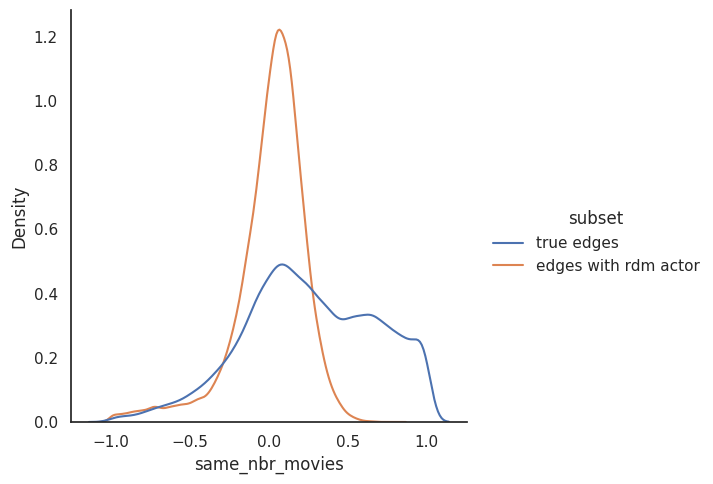 1.2
1.0
0.8
0.6
0.4
0.2
0.0
Density
−1.0 −0.5 0.0 0.5 1.0
same_nbr_movies
subset
true edges
edges with rdm actor